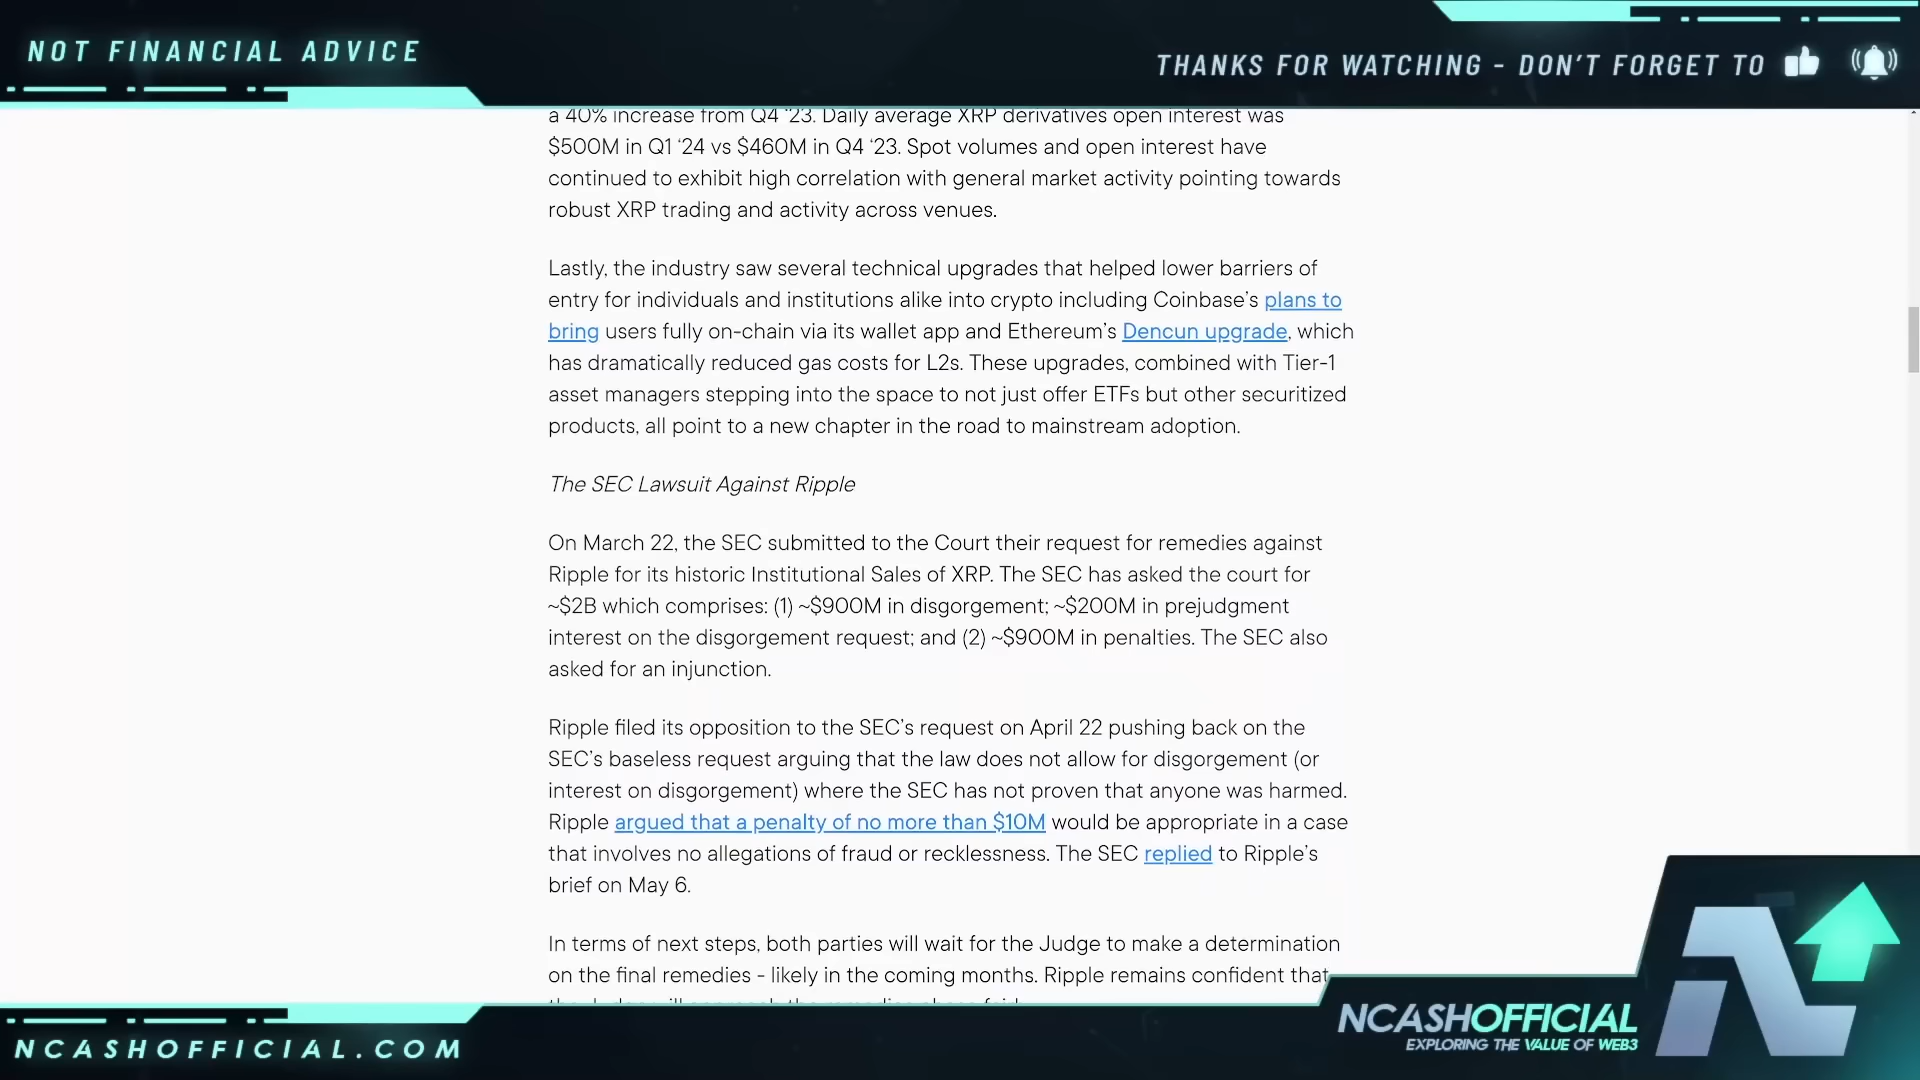 NOT FINANCIAL ADVICE
THANKS FOR WATCHING - DON'T FORGET TO
a 40% increase from Q4 ‘23. Daily average XRP derivatives open interest was
$500M in Q1 ‘24 vs $460M in Q4 ‘23. Spot volumes and open interest have
continued to exhibit high correlation with general market activity pointing towards
robust XRP trading and activity across venues.
Lastly, the industry saw several technical upgrades that helped lower barriers of
entry for individuals and institutions alike into crypto including Coinbase’s plans to
bring users fully on-chain via its wallet app and Ethereum’s Dencun upgrade, which
has dramatically reduced gas costs for L2s. These upgrades, combined with Tier-1
asset managers stepping into the space to not just offer ETFs but other securitized
products, all point to a new chapter in the road to mainstream adoption.
The SEC Lawsuit Against Ripple
On March 22, the SEC submitted to the Court their request for remedies against
Ripple for its historic Institutional Sales of XRP. The SEC has asked the court for
~$2B which comprises: (1) ~$900M in disgorgement; ~$200M in prejudgment
interest on the disgorgement request; and (2) ~$900M in penalties. The SEC also
asked for an injunction.
Ripple filed its opposition to the SEC’s request on April 22 pushing back on the
SEC’s baseless request arguing that the law does not allow for disgorgement (or
interest on disgorgement) where the SEC has not proven that anyone was harmed.
Ripple argued that a penalty of no more than $10M would be appropriate in a case
that involves no allegations of fraud or recklessness. The SEC replied to Ripple’s
brief on May 6.
In terms of next steps, both parties will wait for the Judge to make a determination
on the final remedies - likely in the coming months. Ripple remains confident that
NCASHOFFICIAL
EXPLORING THE VALUE OF WEB3
NCASHOFFICIAL.COM